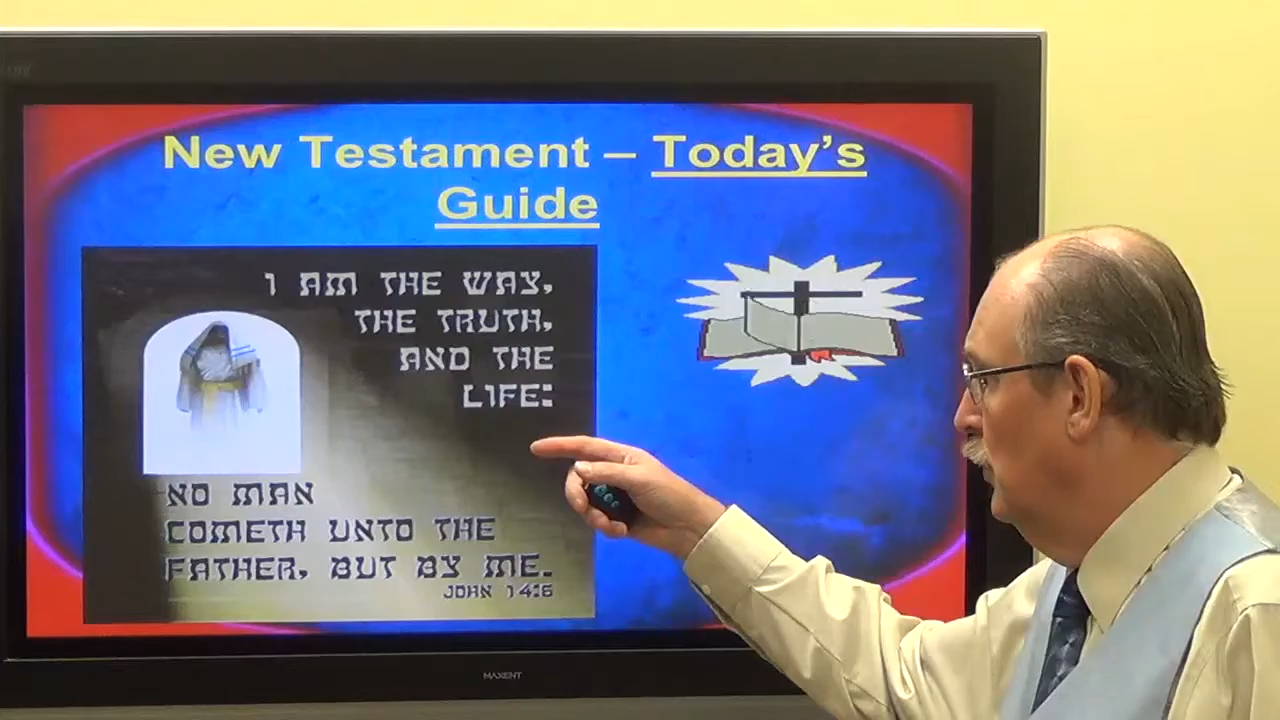 New Testament – Today's
Guide
I AM THE WAY,
THE TRUTH,
AND THE
LIFE:
NO MAN
COMETH UNTO THE
FATHER, BUT BY ME.
JOHN 14:6
MAXENT